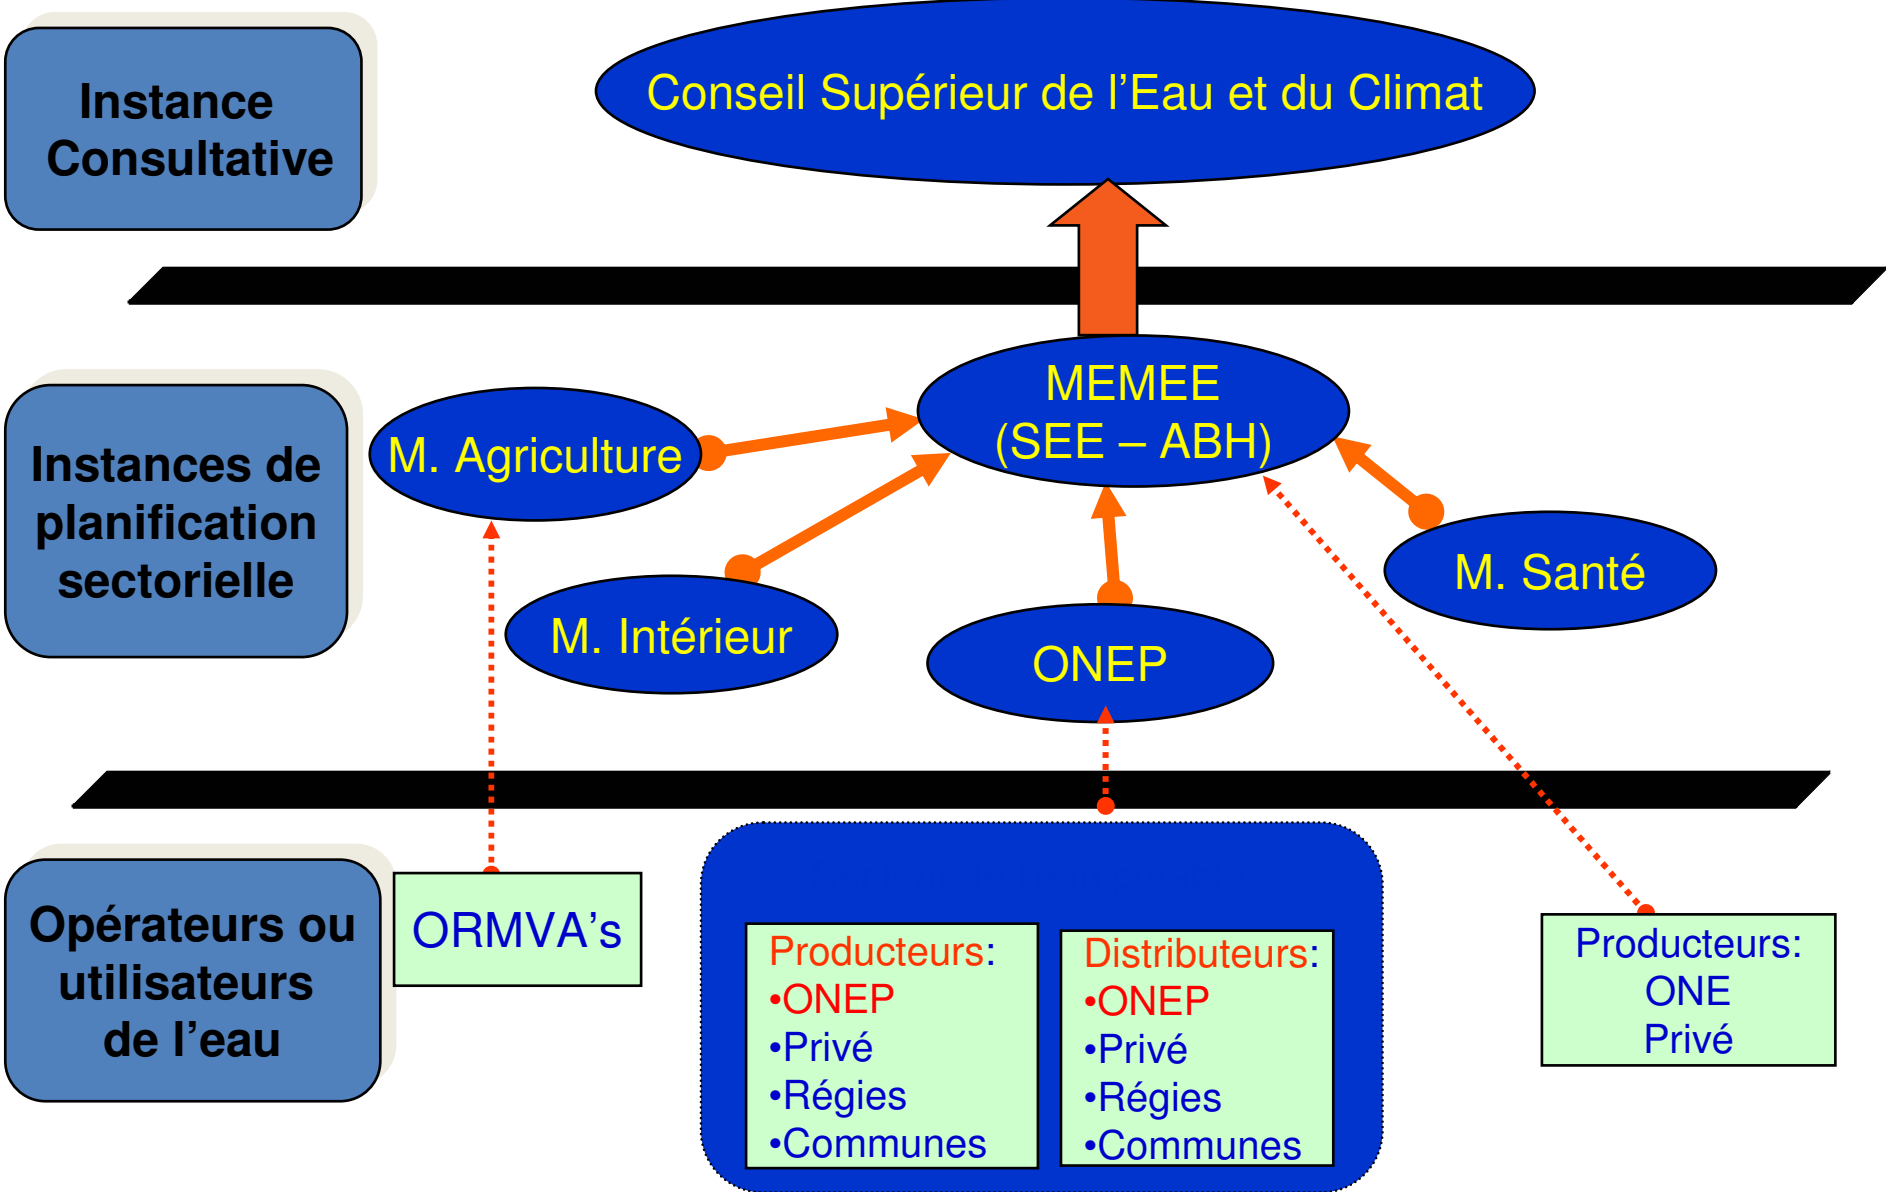 Instance
Consultative
Conseil Supérieur de l’Eau et du Climat
Instances de
planification
sectorielle
M. Agriculture
MEMEE
(SEE – ABH)
M. Intérieur
ONEP
M. Santé
Opérateurs ou
utilisateurs
de l’eau
ORMVA’s
Producteurs:
•ONEP
•Privé
•Régies
•Communes
Distributeurs:
•ONEP
•Privé
•Régies
•Communes
Producteurs:
ONE
Privé